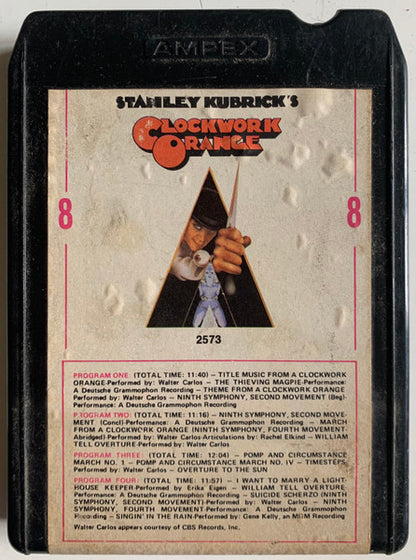 AMPEX
STANLEY KUBRICK'S
CLOCKWORK
ORANGE
8 8
2573
PROGRAM ONE: (TOTAL TIME: 11:40) – TITLE MUSIC FROM A CLOCKWORK
ORANGE-Performed by: Walter Carlos – THE THIEVING MAGPIE-Performance:
A Deutsche Grammophon Recording – THEME FROM A CLOCKWORK ORANGE
Performed by: Walter Carlos – NINTH SYMPHONY, SECOND MOVEMENT (Beg)-
Performance: A Deutsche Grammophon Recording
PROGRAM TWO: (TOTAL TIME: 11:16) – NINTH SYMPHONY, SECOND MOVE-
MENT (Concl)-Performance: A Deutsche Grammophon Recording – MARCH
FROM A CLOCKWORK ORANGE (NINTH SYMPHONY, FOURTH MOVEMENT-
Abridged)-Performed by: Walter Carlos-Articulations by: Rachel Elkind – WILLIAM
TELL OVERTURE-Performed by: Walter Carlos
PROGRAM THREE: (TOTAL TIME: 12:04) – POMP AND CIRCUMSTANCE
MARCH NO. 1 – POMP AND CIRCUMSTANCE MARCH NO. IV – TIMESTEPS
Performed by: Walter Carlos – OVERTURE TO THE SUN
PROGRAM FOUR: (TOTAL TIME: 11:57) – I WANT TO MARRY A LIGHT-
HOUSE KEEPER-Performed by: Erika Eigen – WILLIAM TELL OVERTURE-
Performance: A Deutsche Grammophon Recording – SUICIDE SCHERZO (NINTH
SYMPHONY, SECOND MOVEMENT)-Performed by: Walter Carlos – NINTH
SYMPHONY, FOURTH MOVEMENT-Performance: A Deutsche Grammophon
Recording – SINGIN' IN THE RAIN-Performed by: Gene Kelly, an MGM Recording
Walter Carlos appears courtesy of CBS Records, Inc.